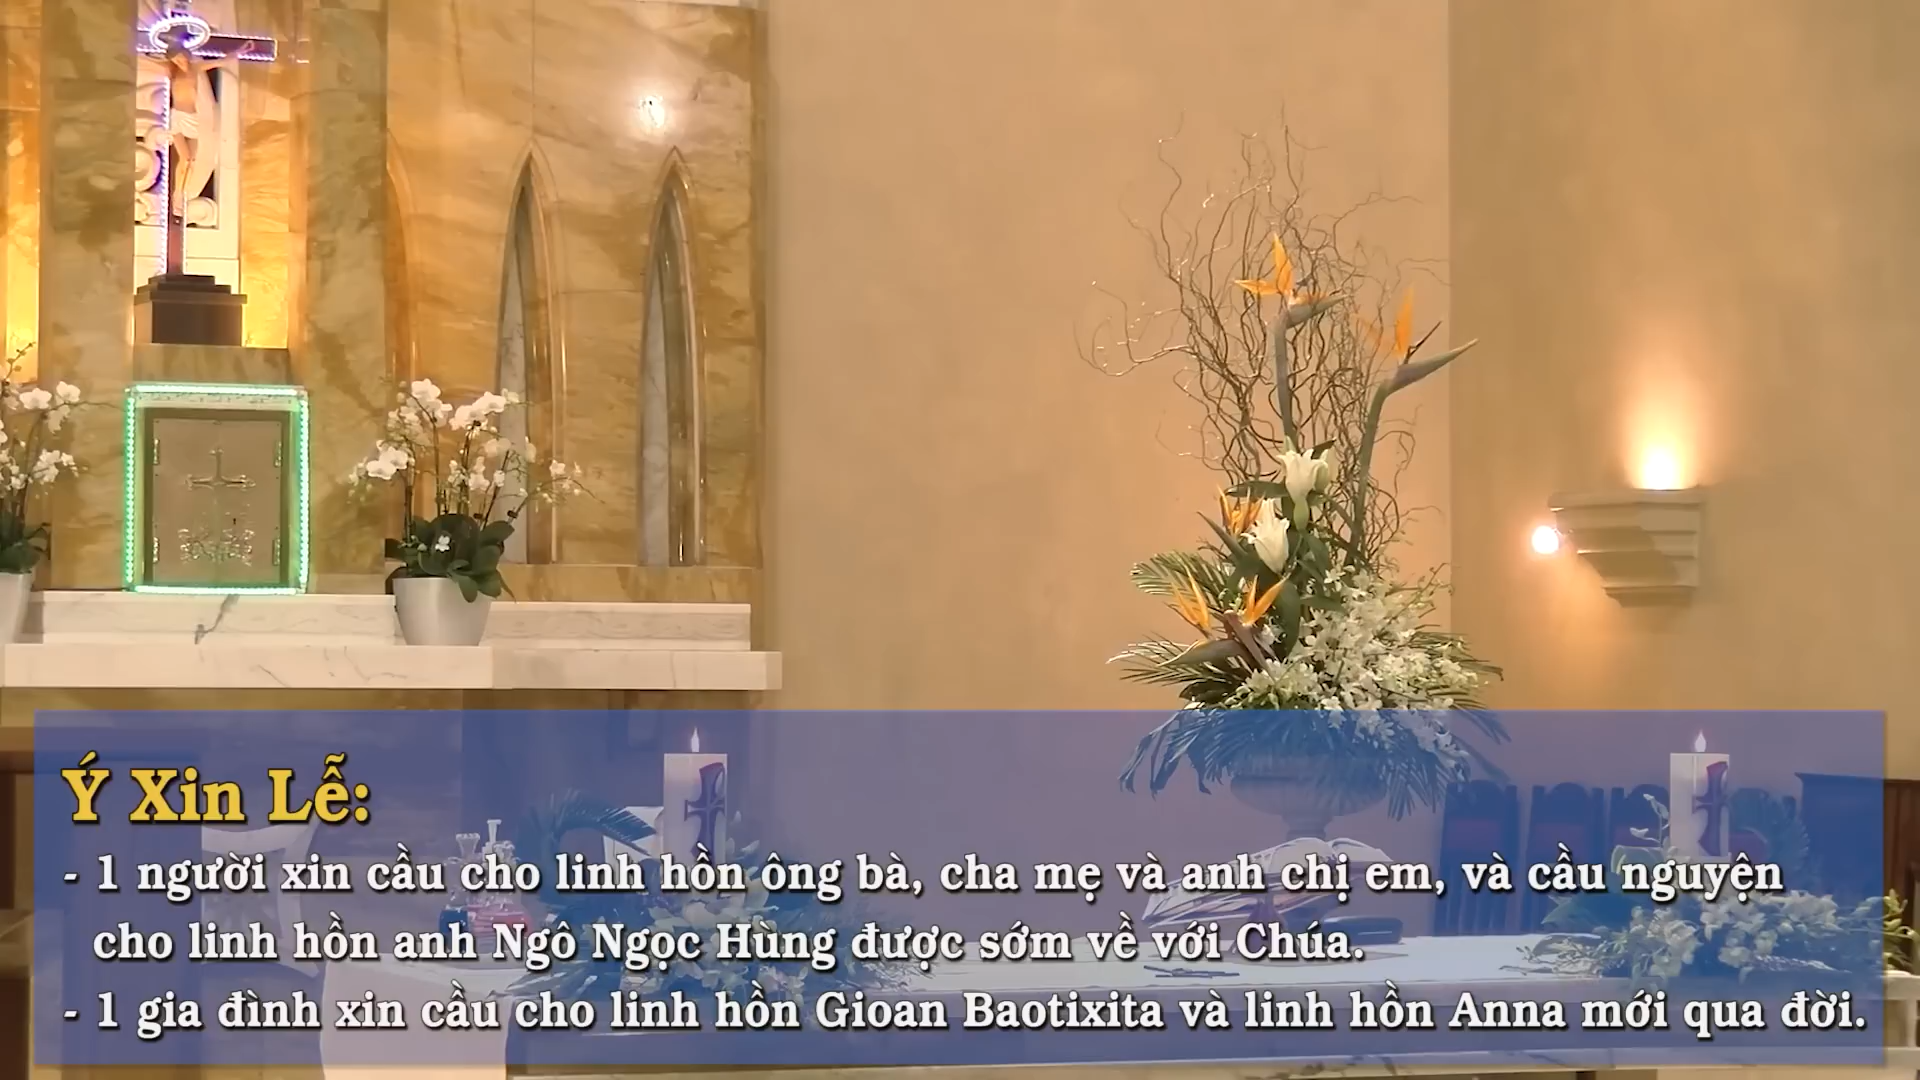 Ý Xin Lễ:
- 1 người xin cầu cho linh hồn ông bà, cha mẹ và anh chị em, và cầu nguyện
cho linh hồn anh Ngô Ngọc Hùng được sớm về với Chúa.
- 1 gia đình xin cầu cho linh hồn Gioan Baotixita và linh hồn Anna mới qua đời.